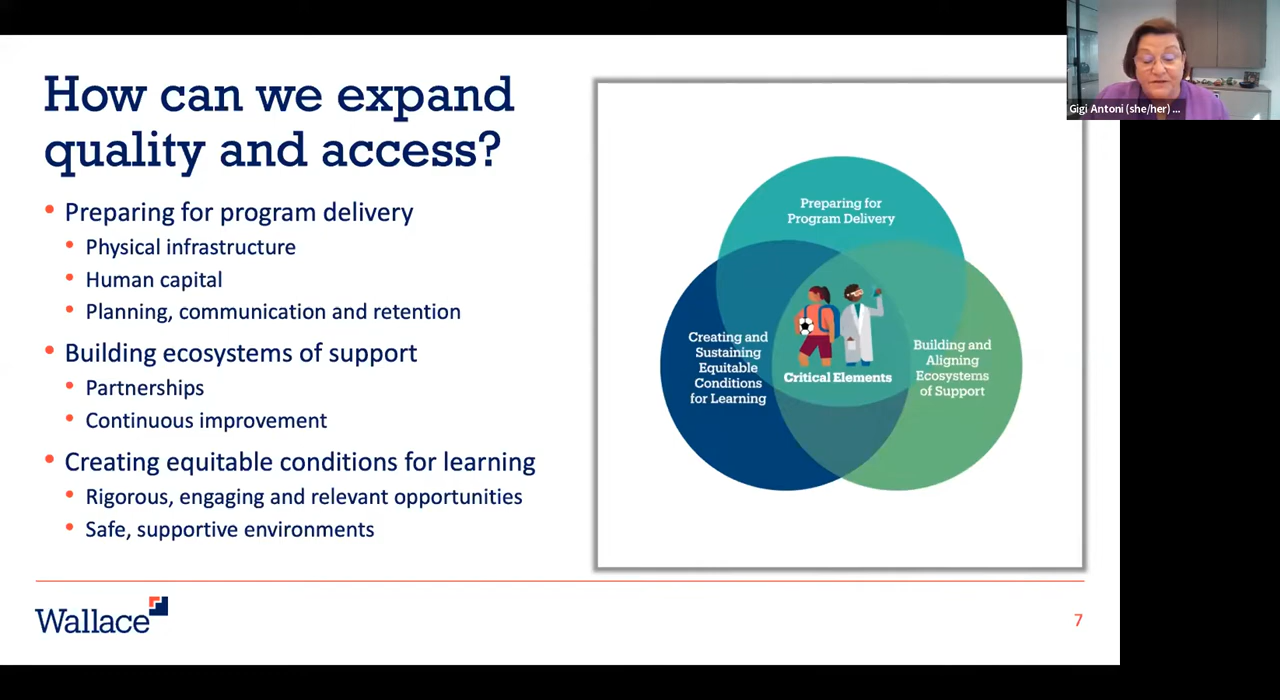 How can we expand
quality and access?
• Preparing for program delivery
• Physical infrastructure
• Human capital
• Planning, communication and retention
• Building ecosystems of support
• Partnerships
• Continuous improvement
• Creating equitable conditions for learning
• Rigorous, engaging and relevant opportunities
• Safe, supportive environments
Preparing for
Program Delivery
Creating and
Sustaining
Equitable
Conditions
for Learning
Critical Elements
Building and
Aligning
Ecosystems
of Support
Wallace
7
Gigi Antoni (she/her) ...